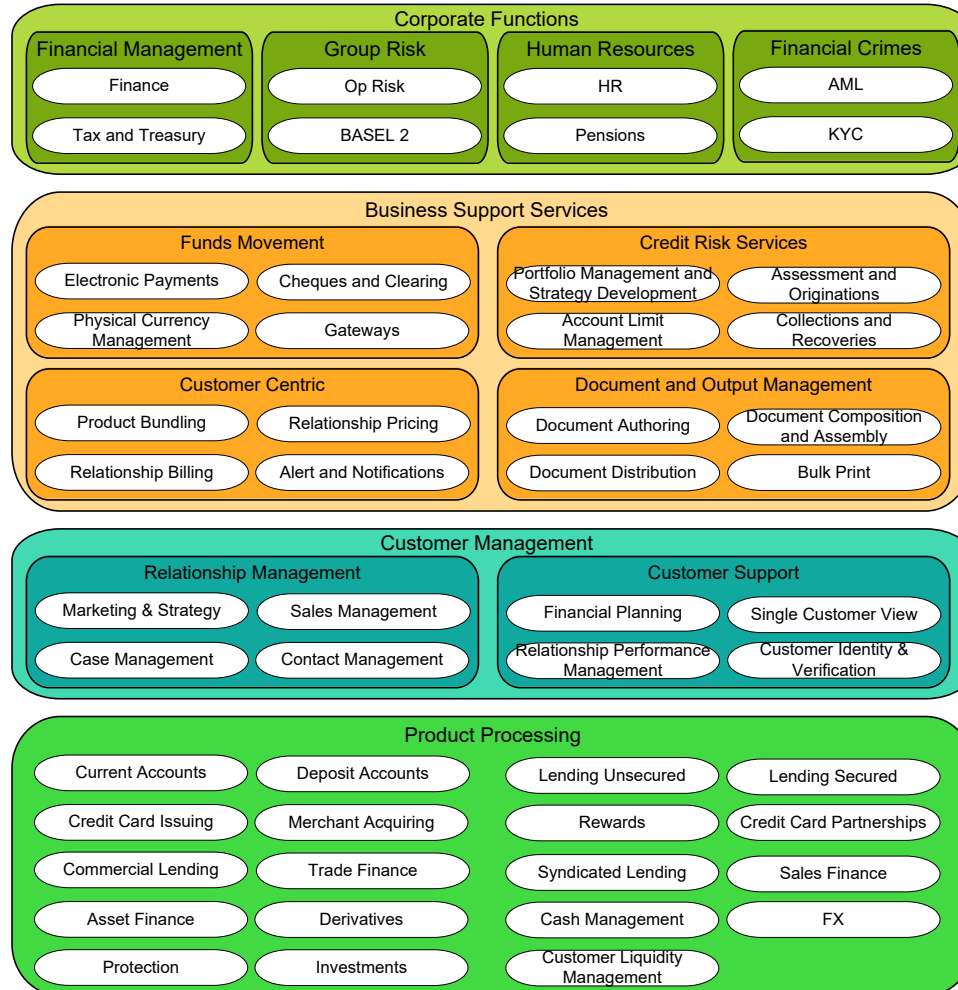 Corporate Functions
Financial Management
Group Risk
Human Resources
Financial Crimes
Finance
Op Risk
HR
AML
Tax and Treasury
BASEL 2
Pensions
KYC
Business Support Services
Funds Movement
Credit Risk Services
Electronic Payments
Cheques and Clearing
Portfolio Management and
Strategy Development
Assessment and
Originations
Physical Currency
Management
Gateways
Account Limit
Management
Collections and
Recoveries
Customer Centric
Document and Output Management
Product Bundling
Relationship Pricing
Document Authoring
Document Composition
and Assembly
Relationship Billing
Alert and Notifications
Document Distribution
Bulk Print
Customer Management
Relationship Management
Customer Support
Marketing & Strategy
Sales Management
Financial Planning
Single Customer View
Case Management
Contact Management
Relationship Performance
Management
Customer Identity &
Verification
Product Processing
Current Accounts
Deposit Accounts
Lending Unsecured
Lending Secured
Credit Card Issuing
Merchant Acquiring
Rewards
Credit Card Partnerships
Commercial Lending
Trade Finance
Syndicated Lending
Sales Finance
Asset Finance
Derivatives
Cash Management
FX
Protection
Investments
Customer Liquidity
Management